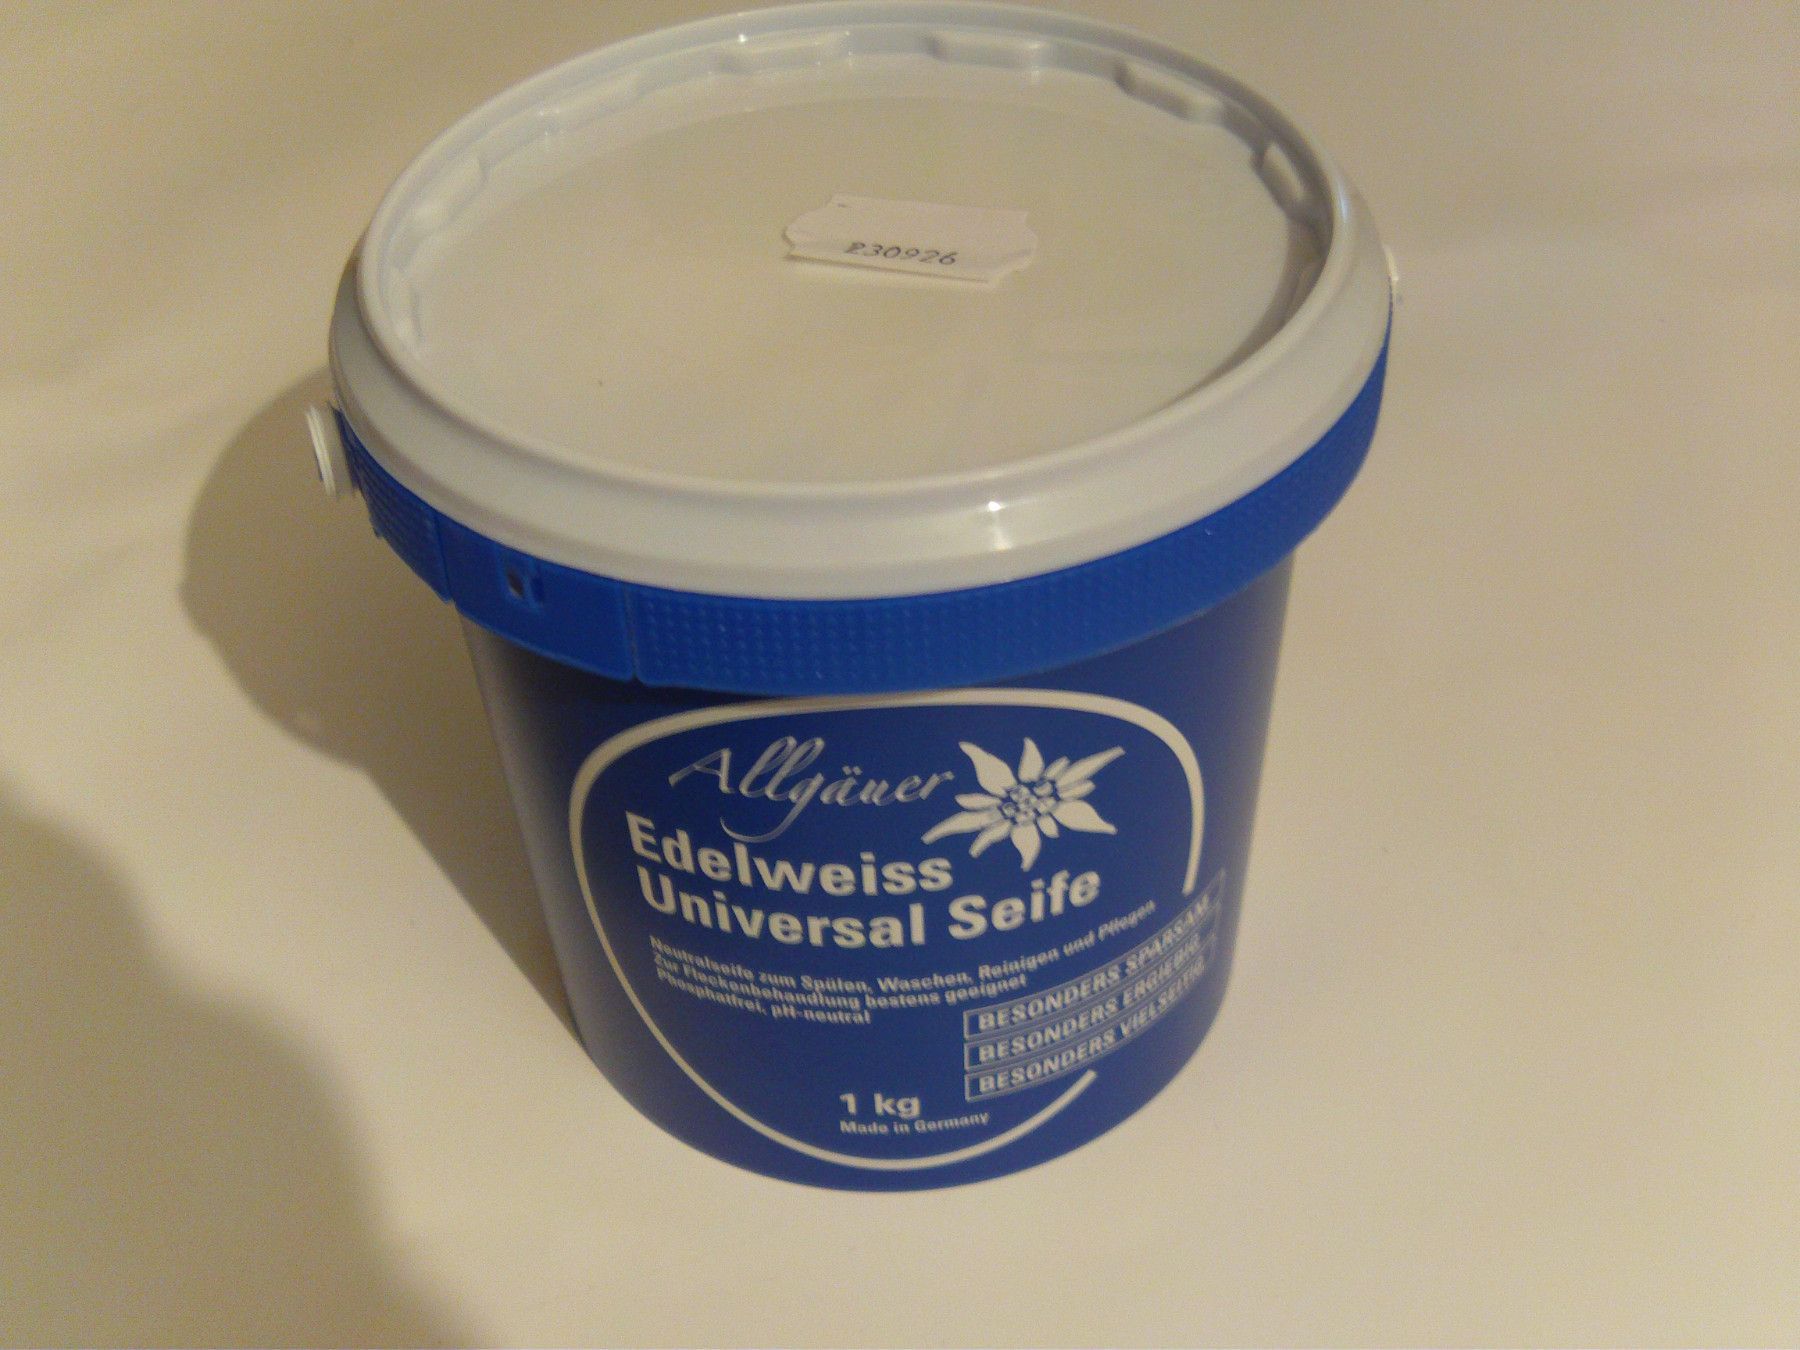 230926
Allgäuer
Edelweiss
Universal Seife
Neutralseife zum Spülen, Waschen, Reinigen und Pflegen
Zur Fleckenbehandlung bestens geeignet
Phosphatfrei, pH-neutral
BESONDERS SPARSAM
BESONDERS ERGIEBIG
BESONDERS VIELSEITIG
1 kg
Made in Germany